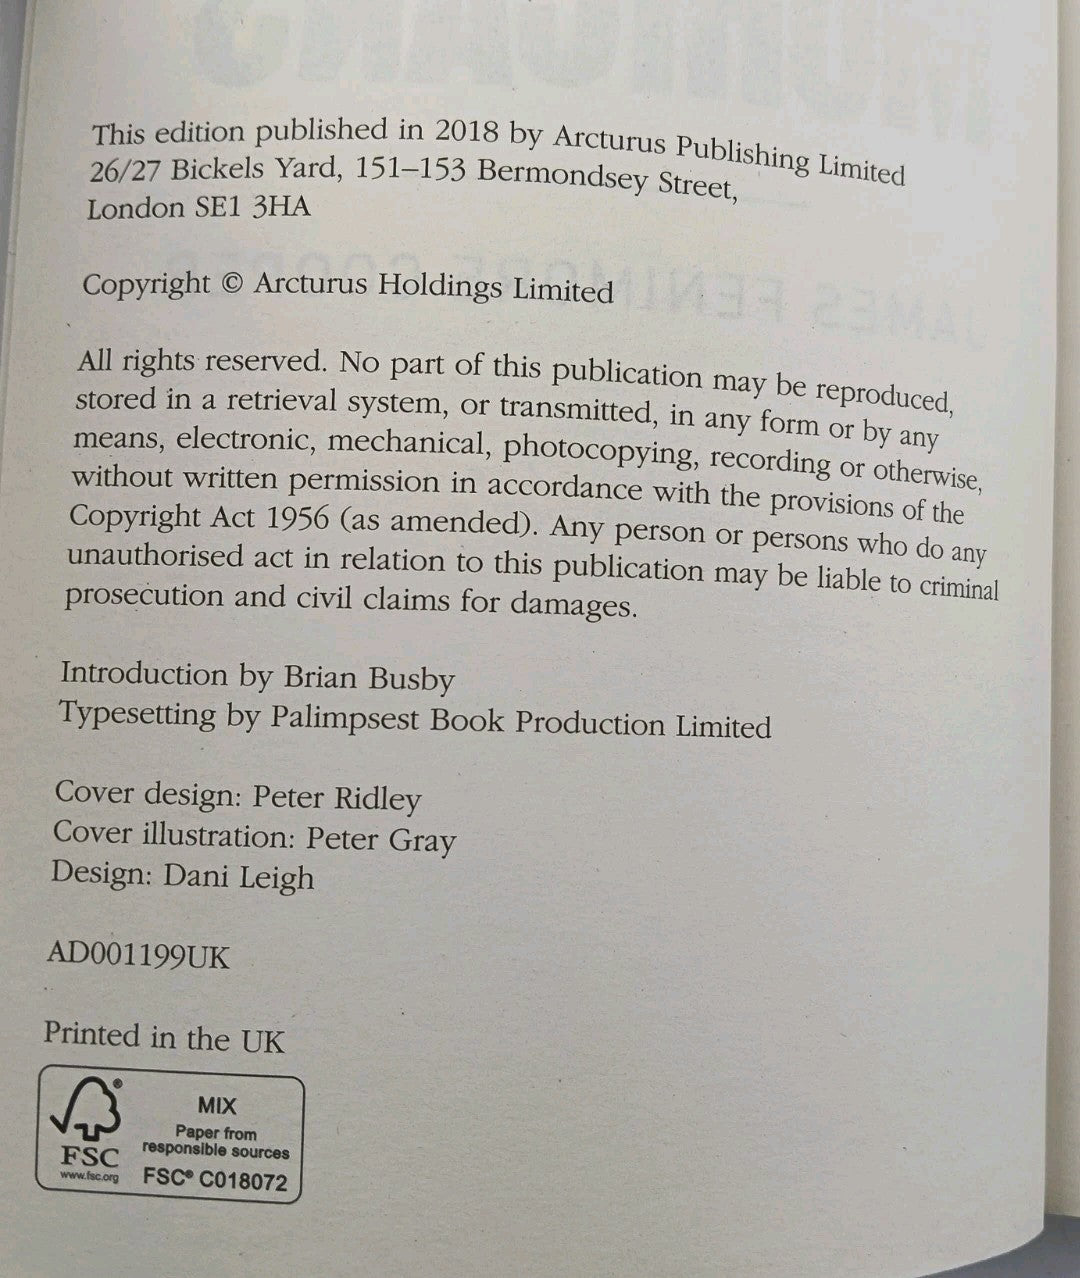 This edition published in 2018 by Arcturus Publishing Limited
26/27 Bickels Yard, 151–153 Bermondsey Street,
London SE1 3HA
Copyright © Arcturus Holdings Limited
All rights reserved. No part of this publication may be reproduced,
stored in a retrieval system, or transmitted, in any form or by any
means, electronic, mechanical, photocopying, recording or otherwise,
without written permission in accordance with the provisions of the
Copyright Act 1956 (as amended). Any person or persons who do any
unauthorised act in relation to this publication may be liable to criminal
prosecution and civil claims for damages.
Introduction by Brian Busby
Typesetting by Palimpsest Book Production Limited
Cover design: Peter Ridley
Cover illustration: Peter Gray
Design: Dani Leigh
AD001199UK
Printed in the UK
FSC
www.fsc.org
MIX
Paper from
responsible sources
FSC® C018072